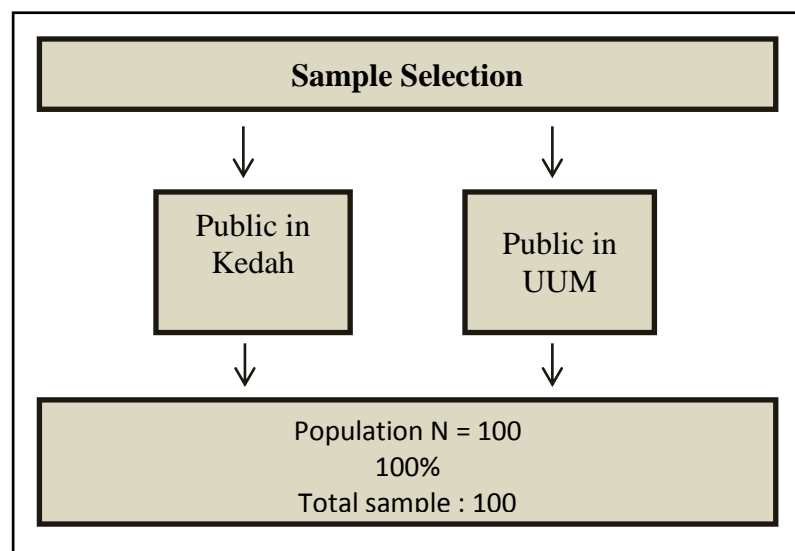 Sample Selection
Public in
Kedah
Public in
UUM
Population N = 100
100%
Total sample : 100